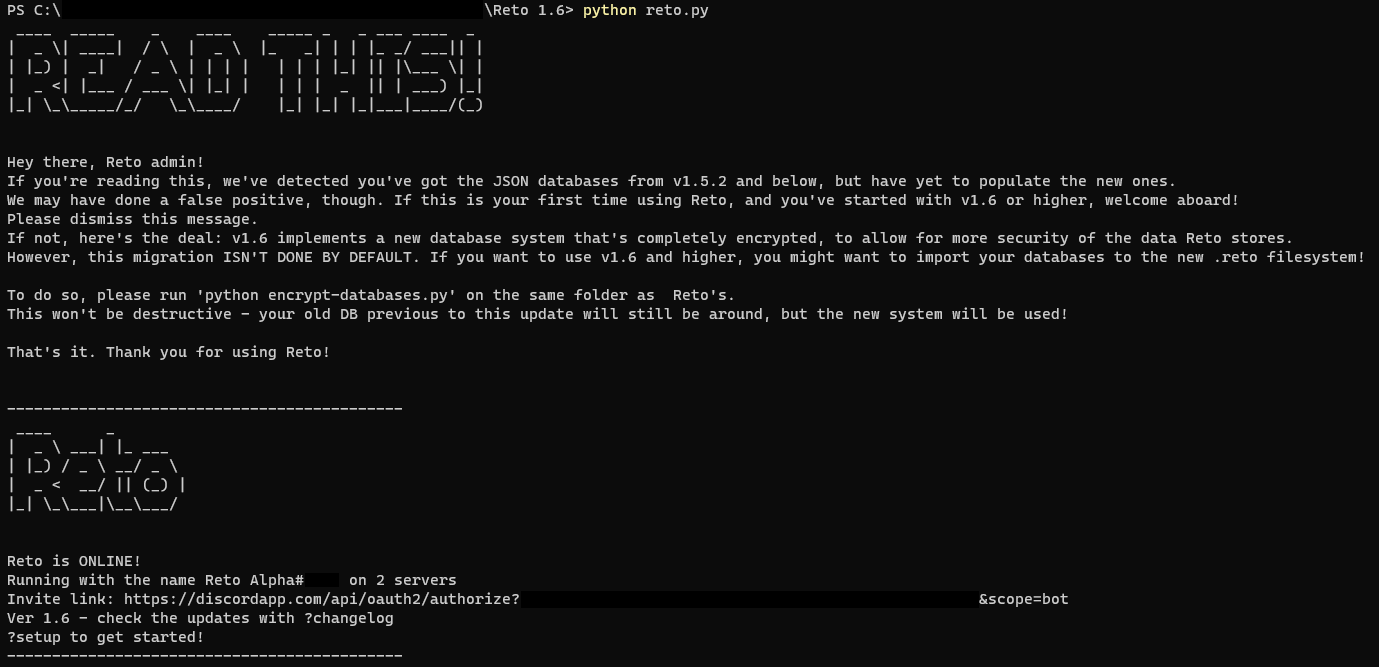 PS C:\ \Reto 1.6> python reto.py
READ THIS!
Hey there, Reto admin!
If you're reading this, we've detected you've got the JSON databases from v1.5.2 and below, but have yet to populate the new ones.
We may have done a false positive, though. If this is your first time using Reto, and you've started with v1.6 or higher, welcome aboard!
Please dismiss this message.
If not, here's the deal: v1.6 implements a new database system that's completely encrypted, to allow for more security of the data Reto stores.
However, this migration ISN'T DONE BY DEFAULT. If you want to use v1.6 and higher, you might want to import your databases to the new .reto filesystem!
To do so, please run 'python encrypt-databases.py' on the same folder as  Reto's.
This won't be destructive - your old DB previous to this update will still be around, but the new system will be used!
That's it. Thank you for using Reto!
--------------------------------------------
Reto
Reto is ONLINE!
Running with the name Reto Alpha# on 2 servers
Invite link: https://discordapp.com/api/oauth2/authorize? &scope=bot
Ver 1.6 - check the updates with ?changelog
?setup to get started!
--------------------------------------------